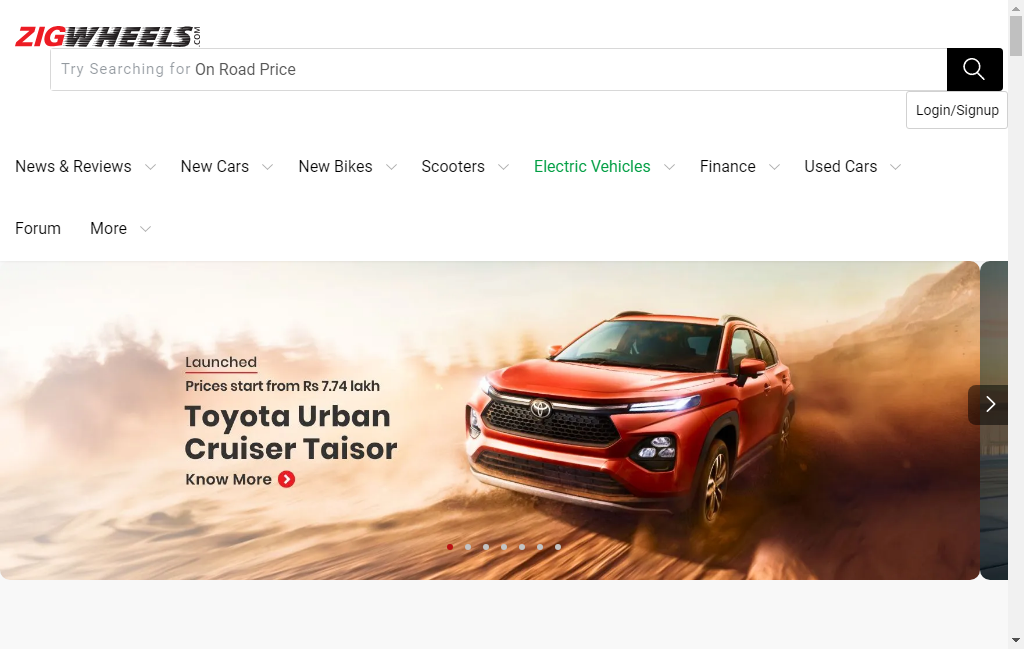 ZIGWHEELS.COM
Try Searching for On Road Price
Login/Signup
News & Reviews New Cars New Bikes Scooters Electric Vehicles Finance Used Cars
Forum More
Launched
Prices start from Rs 7.74 lakh
Toyota Urban
Cruiser Taisor
Know More